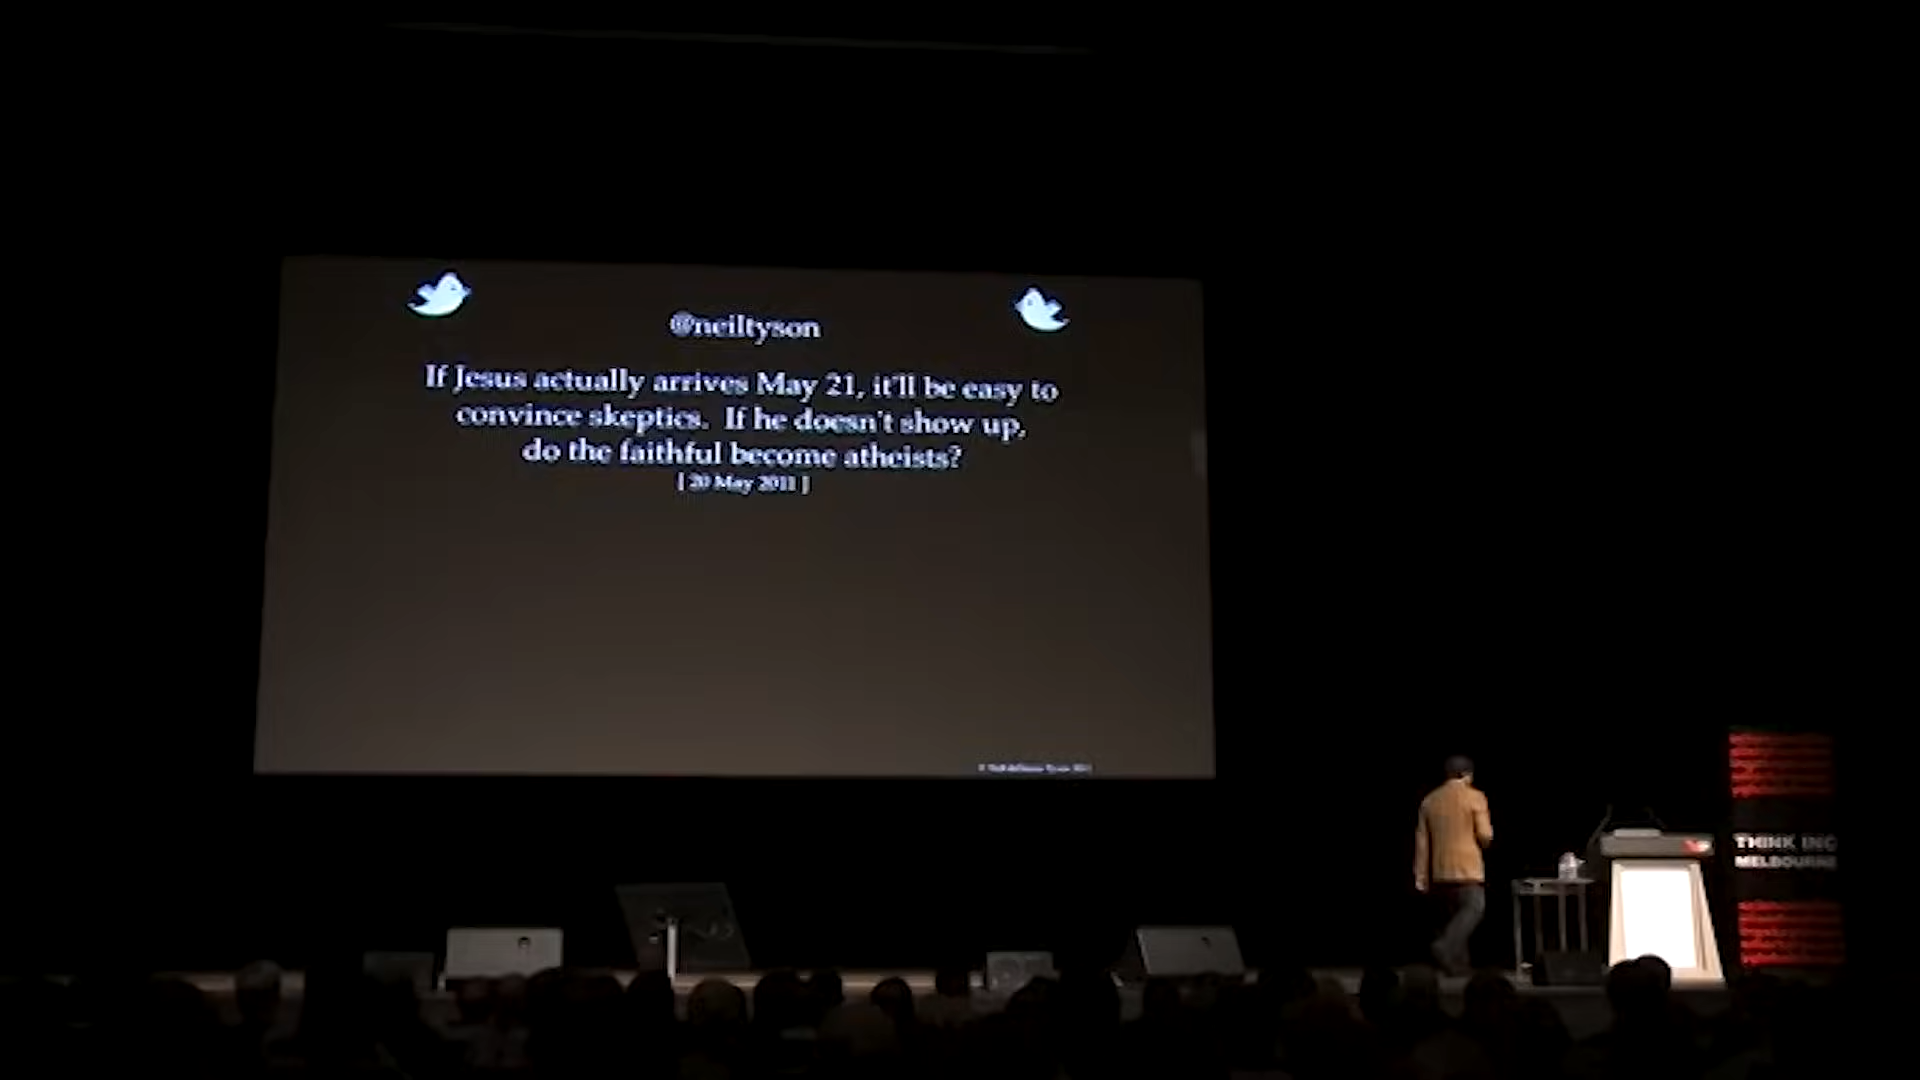 @neiltyson
If Jesus actually arrives May 21, it'll be easy to
convince skeptics. If he doesn't show up,
do the faithful become atheists?
[ 20 May 2011 ]
THINK INC
MELBOURNE